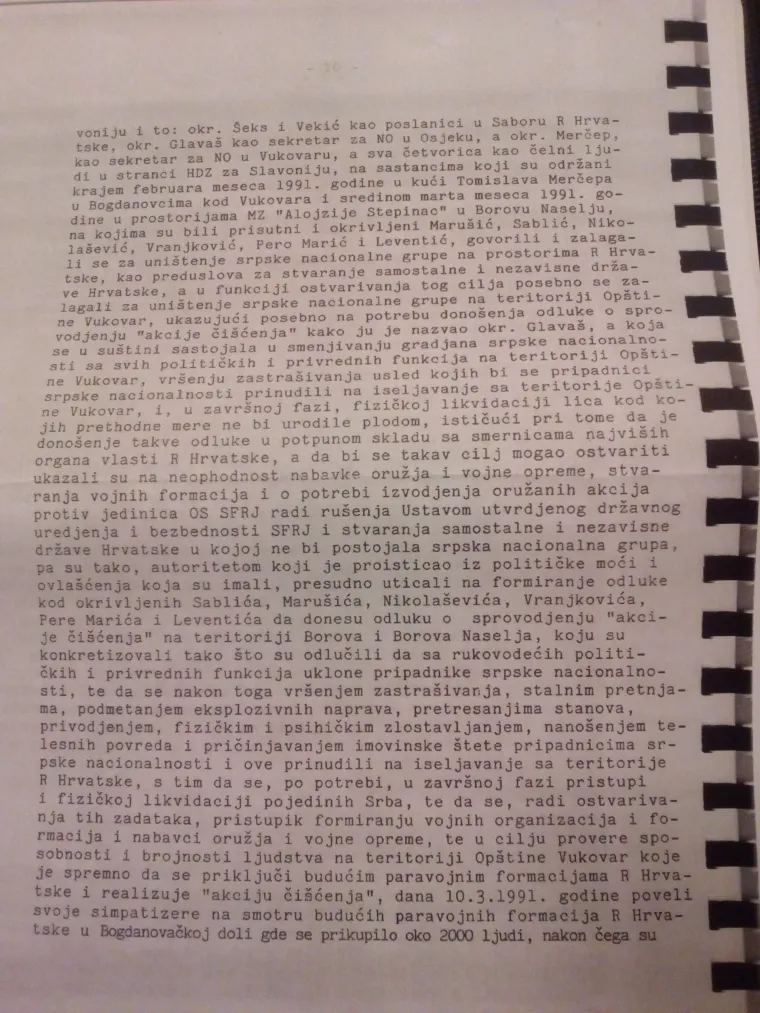 - 10 -
voniju i to: okr. Šeks i Vekić kao poslanici u Saboru R Hrva-
tske, okr. Glavaš kao sekretar za NO u Osjeku, a okr. Merčep,
kao sekretar za NO u Vukovaru, a sva četvorica kao čelni lju-
di u stranci HDZ za Slavoniju, na sastancima koji su održani
krajem februara meseca 1991. godine u kući Tomislava Merčepa
u Bogdanovcima kod Vukovara i sredinom marta meseca 1991. go-
dine u prostorijama MZ "Alojzije Stepinac" u Borovu Naselju,
na kojima su bili prisutni i okrivljeni Marušić, Sablić, Niko-
lašević, Vranjković, Pero Marić i Leventić, govorili i zalaga-
li se za uništenje srpske nacionalne grupe na prostorima R Hrva-
tske, kao preduslova za stvaranje samostalne i nezavisne drža-
ve Hrvatske, a u funkciji ostvarivanja tog cilja posebno se za-
lagali za uništenje srpske nacionalne grupe na teritoriji Opšti-
ne Vukovar, ukazujući posebno na potrebu donošenja odluke o spro-
vodjenju "akcije čišćenja" kako ju je nazvao okr. Glavaš, a koja
se u suštini sastojala u smenjivanju gradjana srpske nacionalno-
sti sa svih političkih i privrednih funkcija na teritoriji Opšti-
ne Vukovar, vršenju zastrašivanja usled kojih bi se pripadnici
srpske nacionalnosti prinudili na iseljavanje sa teritorije Opšti-
ne Vukovar, i, u završnoj fazi, fizičkoj likvidaciji lica kod ko-
jih prethodne mere ne bi urodile plodom, ističući pri tome da je
donošenje takve odluke u potpunom skladu sa smernicama najviših
organa vlasti R Hrvatske, a da bi se takav cilj mogao ostvariti
ukazali su na neophodnost nabavke oružja i vojne opreme, stva-
ranja vojnih formacija i o potrebi izvodjenja oružanih akcija
protiv jedinica OS SFRJ radi rušenja Ustavom utvrdjenog državnog
uredjenja i bezbednosti SFRJ i stvaranja samostalne i nezavisne
države Hrvatske u kojoj ne bi postojala srpska nacionalna grupa,
pa su tako, autoritetom koji je proisticao iz političke moći i
ovlašćenja koja su imali, presudno uticali na formiranje odluke
kod okrivljenih Sablića, Marušića, Nikolaševića, Vranjkovića,
Pere Marića i Leventića da donesu odluku o sprovodjenju "akci-
je čišćenja" na teritoriji Borova i Borova Naselja, koju su
konkretizovali tako što su odlučili da sa rukovodećih politi-
čkih i privrednih funkcija uklone pripadnike srpske nacionalno-
sti, te da se nakon toga vršenjem zastrašivanja, stalnim pretnja-
ma, podmetanjem eksplozivnih naprava, pretresanjima stanova,
privodjenjem, fizičkim i psihičkim zlostavljanjem, nanošenjem te-
lesnih povreda i pričinjavanjem imovinske štete pripadnicima sr-
pske nacionalnosti i ove prinudili na iseljavanje sa teritorije
R Hrvatske, s tim da se, po potrebi, u završnoj fazi pristupi
i fizičkoj likvidaciji pojedinih Srba, te da se, radi ostvariva-
nja tih zadataka, pristupik formiranju vojnih organizacija i fo-
rmacija i nabavci oružja i vojne opreme, te u cilju provere spo-
sobnosti i brojnosti ljudstva na teritoriji Opštine Vukovar koje
je spremno da se priključi budućim paravojnim formacijama R Hrva-
tske i realizuje "akciju čišćenja", dana 10.3.1991. godine poveli
svoje simpatizere na smotru budućih paravojnih formacija R Hrva-
tske u Bogdanovačkoj doli gde se prikupilo oko 2000 ljudi, nakon čega su